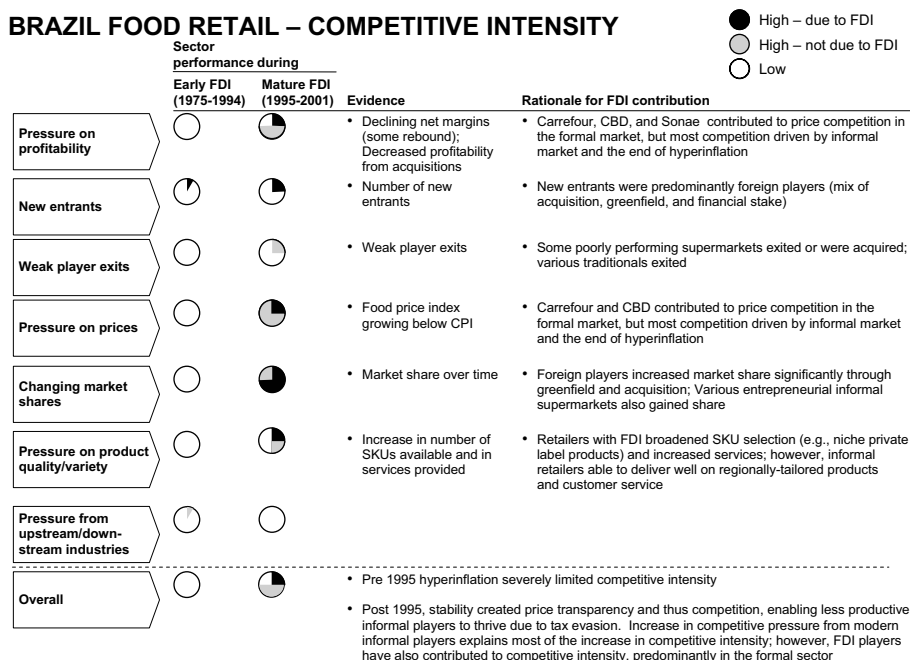 BRAZIL FOOD RETAIL – COMPETITIVE INTENSITY
High – due to FDI
High – not due to FDI
Low
Sector
performance during
Early FDI
(1975-1994)
Mature FDI
(1995-2001)
Evidence
Rationale for FDI contribution
Pressure on
profitability
• Declining net margins
(some rebound);
Decreased profitability
from acquisitions
• Carrefour, CBD, and Sonae contributed to price competition in
the formal market, but most competition driven by informal
market and the end of hyperinflation
New entrants
• Number of new
entrants
• New entrants were predominantly foreign players (mix of
acquisition, greenfield, and financial stake)
Weak player exits
• Weak player exits
• Some poorly performing supermarkets exited or were acquired;
various traditionals exited
Pressure on prices
• Food price index
growing below CPI
• Carrefour and CBD contributed to price competition in the
formal market, but most competition driven by informal market
and the end of hyperinflation
Changing market
shares
• Market share over time
• Foreign players increased market share significantly through
greenfield and acquisition; Various entrepreneurial informal
supermarkets also gained share
Pressure on product
quality/variety
• Increase in number of
SKUs available and in
services provided
• Retailers with FDI broadened SKU selection (e.g., niche private
label products) and increased services; however, informal
retailers able to deliver well on regionally-tailored products
and customer service
Pressure from
upstream/down-
stream industries
Overall
• Pre 1995 hyperinflation severely limited competitive intensity
• Post 1995, stability created price transparency and thus competition, enabling less productive
informal players to thrive due to tax evasion. Increase in competitive pressure from modern
informal players explains most of the increase in competitive intensity; however, FDI players
have also contributed to competitive intensity, predominantly in the formal sector